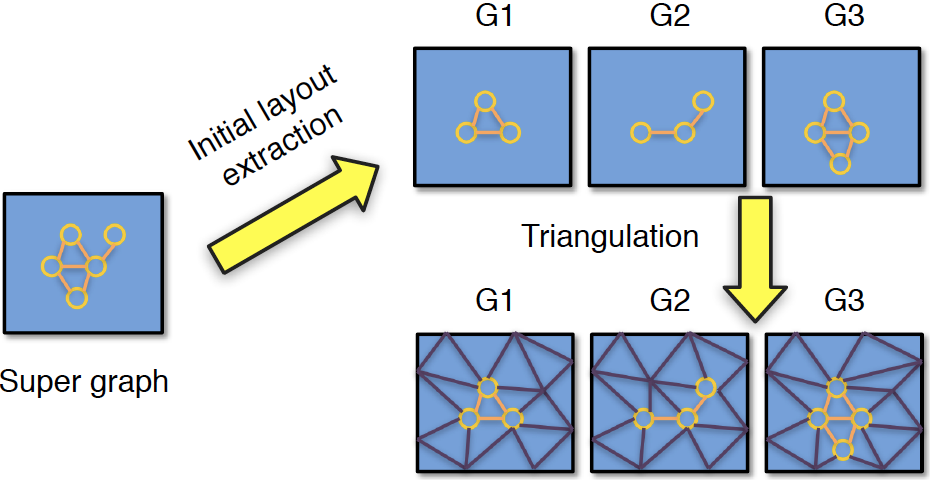 G1 G2 G3
Initial layout
extraction
Triangulation
G1 G2 G3
Super graph